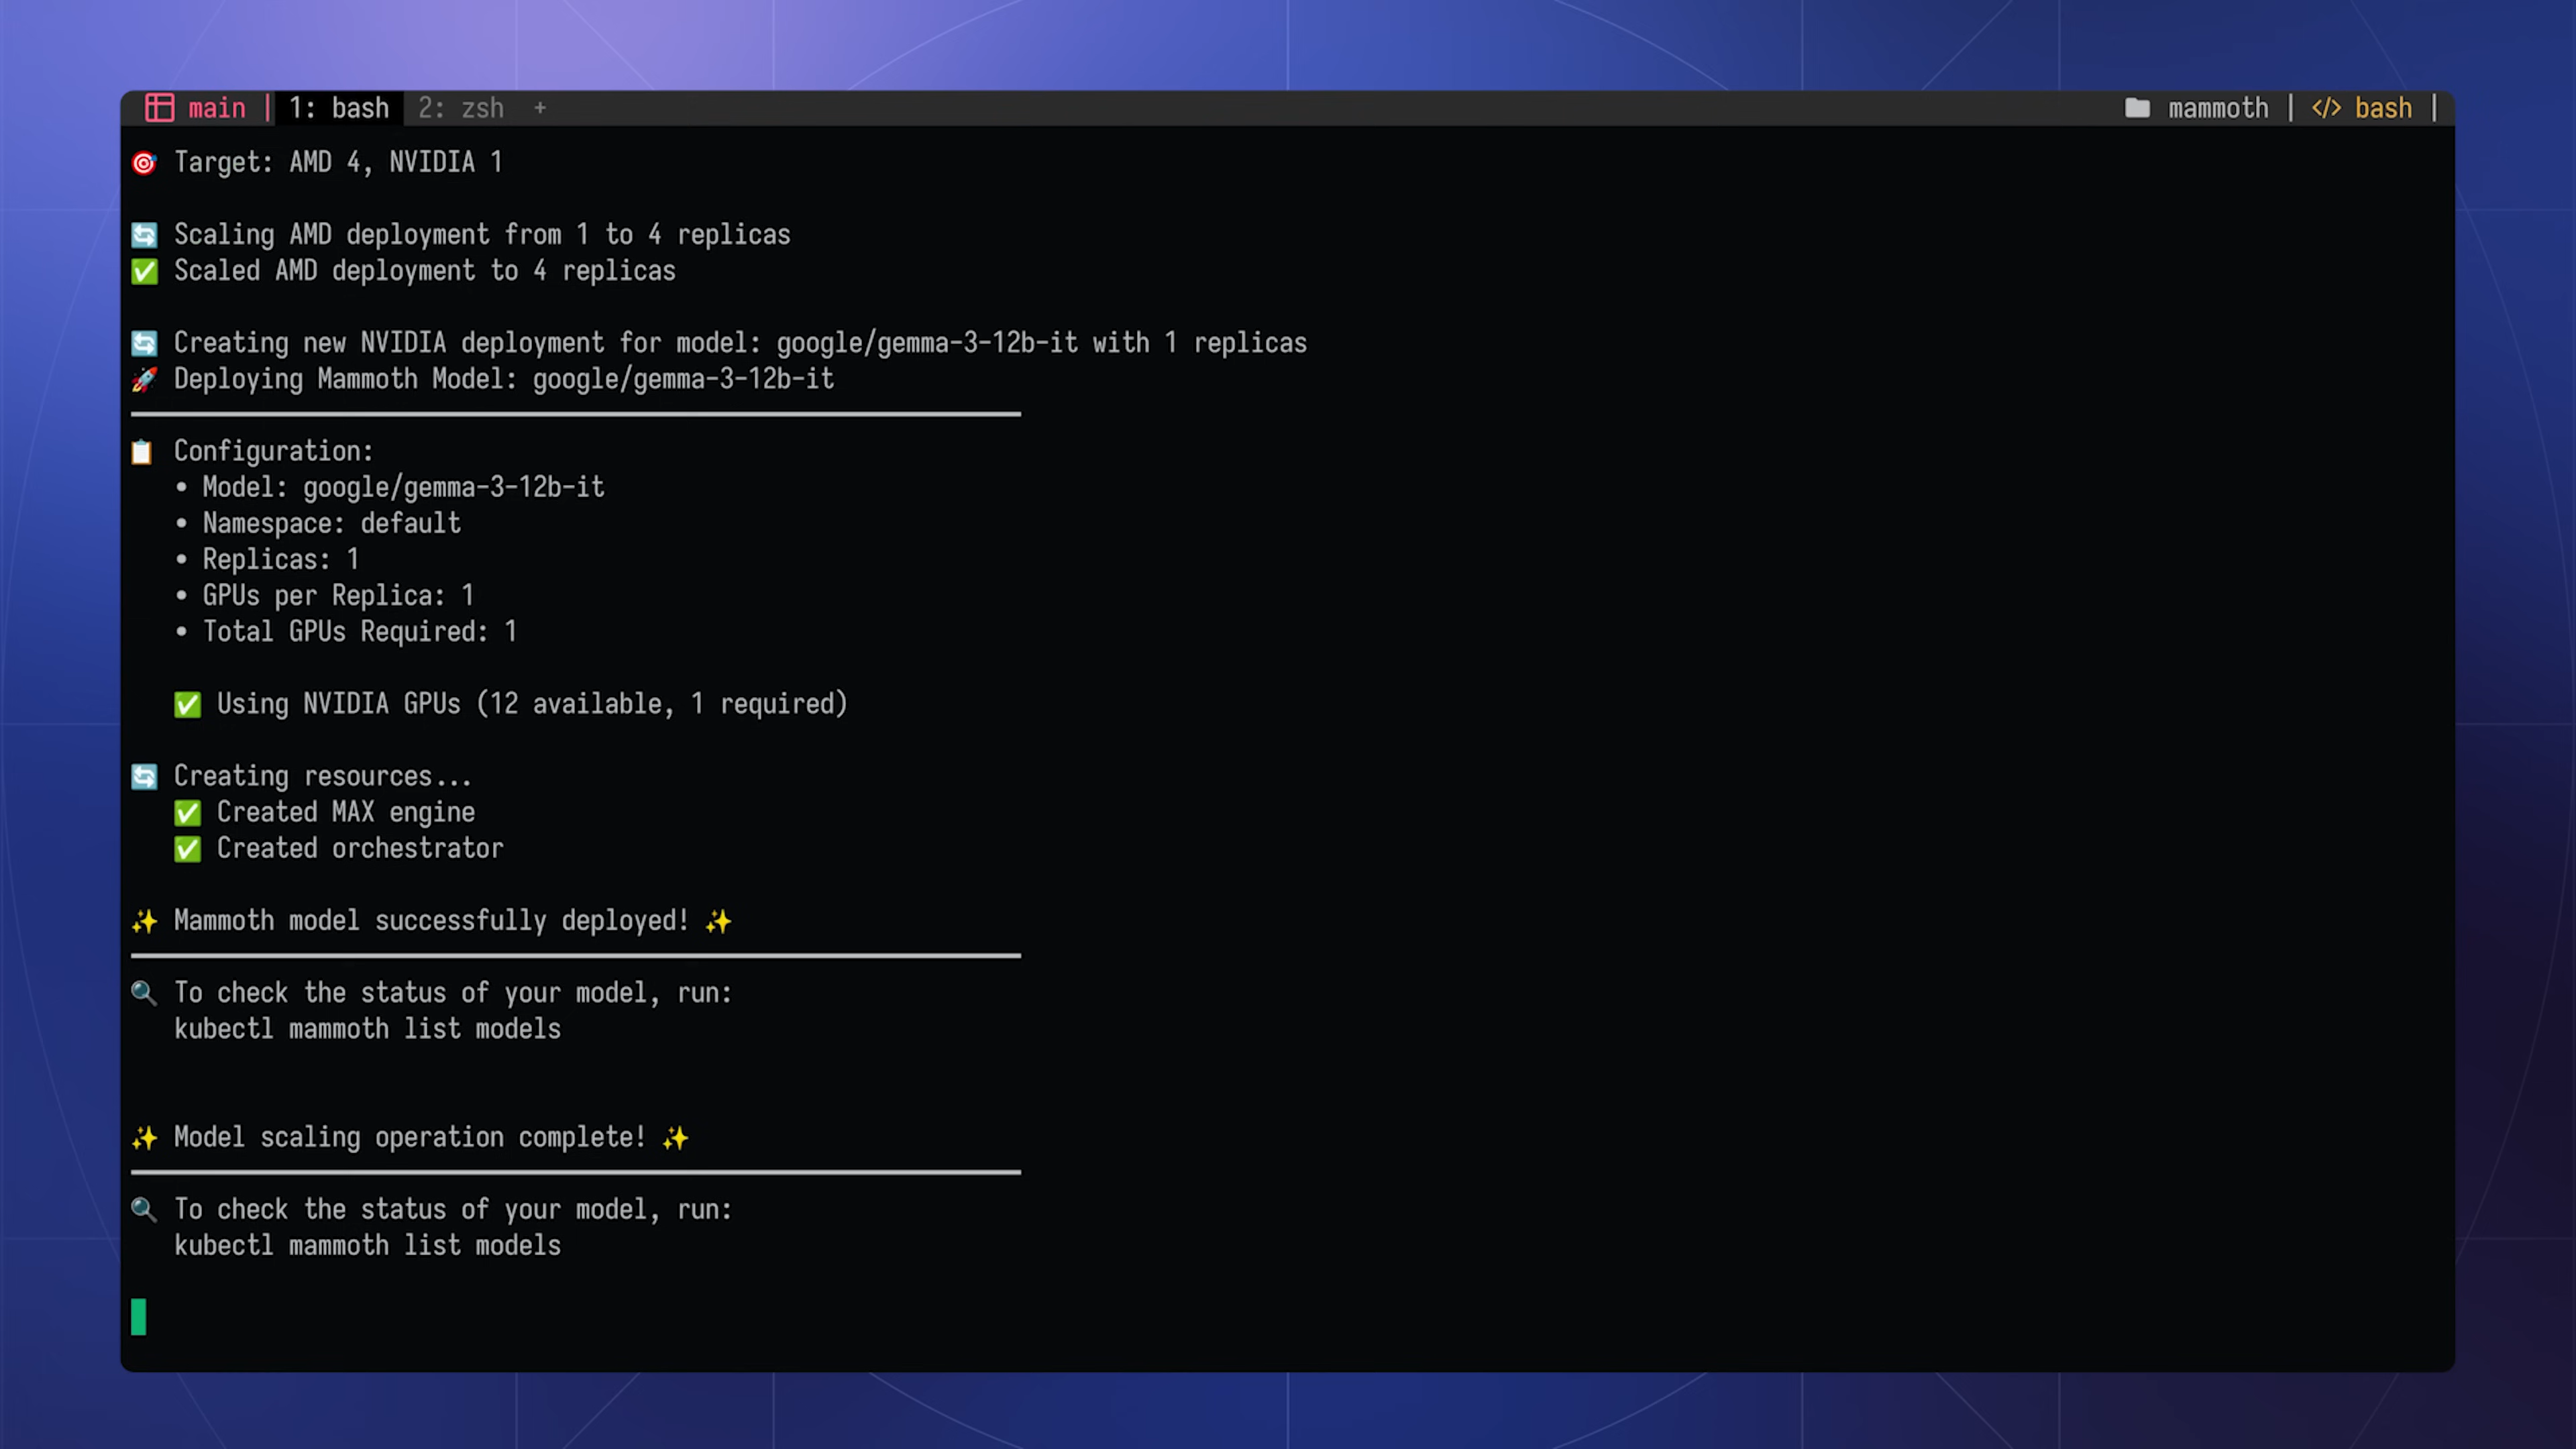 main | 1: bash 2: zsh + mammoth | </> bash |
🎯 Target: AMD 4, NVIDIA 1
🔄 Scaling AMD deployment from 1 to 4 replicas
✅ Scaled AMD deployment to 4 replicas
🔄 Creating new NVIDIA deployment for model: google/gemma-3-12b-it with 1 replicas
🚀 Deploying Mammoth Model: google/gemma-3-12b-it
📋 Configuration:
• Model: google/gemma-3-12b-it
• Namespace: default
• Replicas: 1
• GPUs per Replica: 1
• Total GPUs Required: 1
✅ Using NVIDIA GPUs (12 available, 1 required)
🔄 Creating resources...
✅ Created MAX engine
✅ Created orchestrator
✨ Mammoth model successfully deployed! ✨
🔍 To check the status of your model, run:
kubectl mammoth list models
✨ Model scaling operation complete! ✨
🔍 To check the status of your model, run:
kubectl mammoth list models